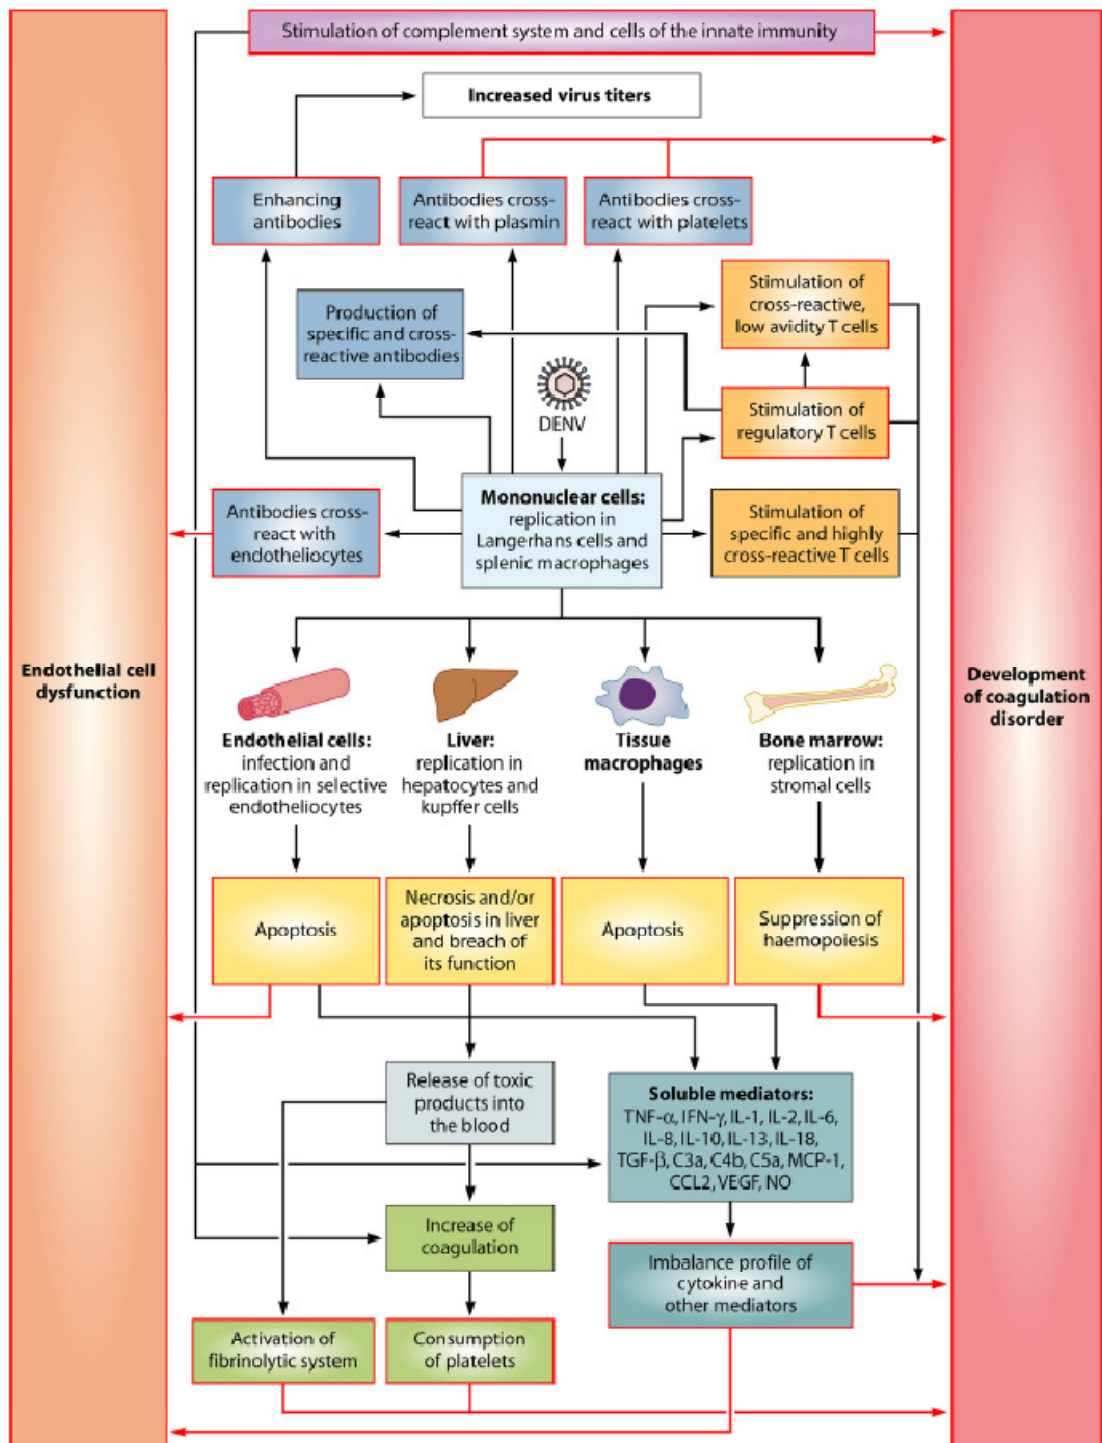 Stimulation of complement system and cells of the innate immunity
Increased virus titers
Enhancing
antibodies
Antibodies cross-
react with plasmin
Antibodies cross-
react with platelets
Stimulation of
cross-reactive,
low avidity T cells
Production of
specific and cross-
reactive antibodies
DENV
Stimulation of
regulatory T cells
Antibodies cross-
react with
endotheliocytes
Mononuclear cells:
replication in
Langerhans cells and
splenic macrophages
Stimulation of
specific and highly
cross-reactive T cells
Endothelial cell
dysfunction
Development
of coagulation
disorder
Endothelial cells:
infection and
replication in selective
endotheliocytes
Liver:
replication in
hepatocytes and
kupffer cells
Tissue
macrophages
Bone marrow:
replication in
stromal cells
Apoptosis
Necrosis and/or
apoptosis in liver
and breach of
its function
Apoptosis
Suppression of
haemopoiesis
Release of toxic
products into
the blood
Soluble mediators:
TNF-α, IFN-γ, IL-1, IL-2, IL-6,
IL-8, IL-10, IL-13, IL-18,
TGF-β, C3a, C4b, C5a, MCP-1,
CCL2, VEGF, NO
Increase of
coagulation
Imbalance profile of
cytokine and
other mediators
Activation of
fibrinolytic system
Consumption
of platelets